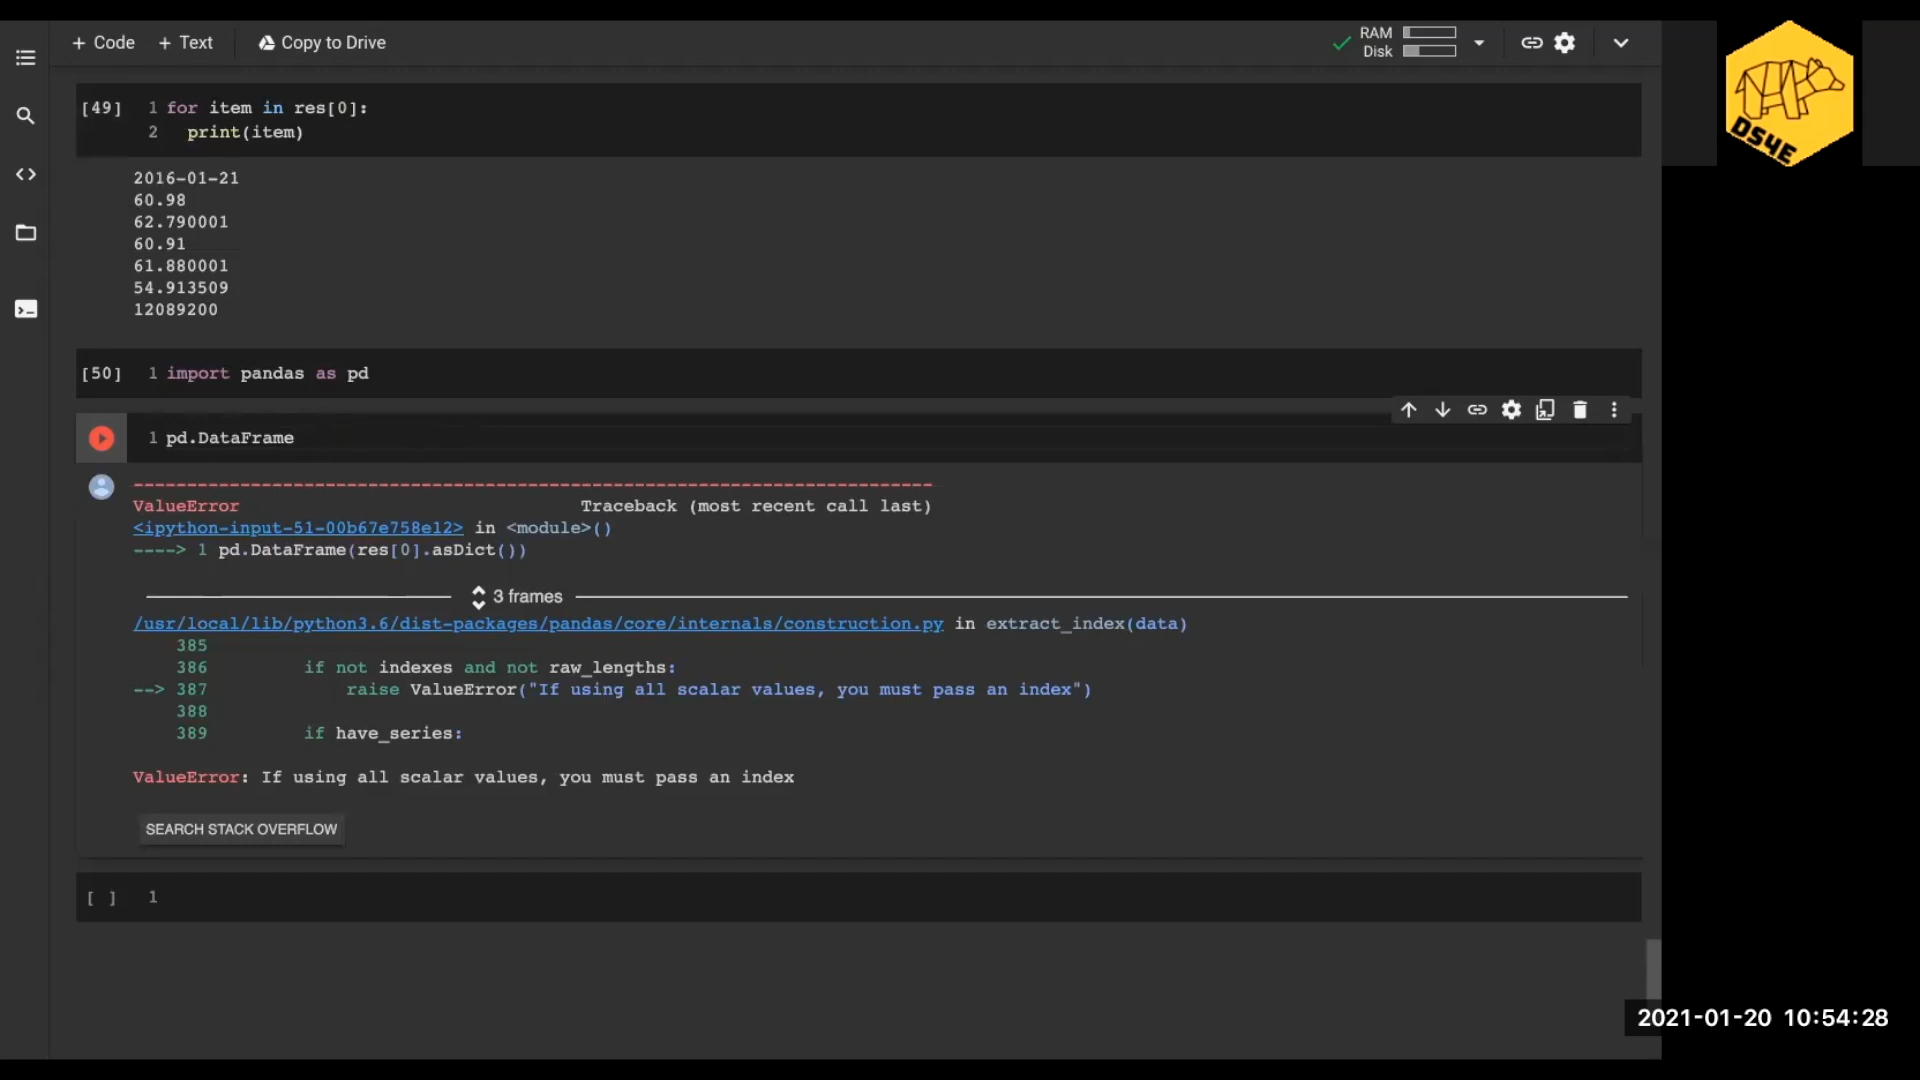 + Code + Text Copy to Drive RAM Disk
DS4E
[49] 1 for item in res[0]:
2 print(item)
2016-01-21
60.98
62.790001
60.91
61.880001
54.913509
12089200
[50] 1 import pandas as pd
1 pd.DataFrame
---------------------------------------------------------------------------
ValueError Traceback (most recent call last)
<ipython-input-51-00b67e758e12> in <module>()
----> 1 pd.DataFrame(res[0].asDict())
3 frames
/usr/local/lib/python3.6/dist-packages/pandas/core/internals/construction.py in extract_index(data)
385
386 if not indexes and not raw_lengths:
--> 387 raise ValueError("If using all scalar values, you must pass an index")
388
389 if have_series:
ValueError: If using all scalar values, you must pass an index
SEARCH STACK OVERFLOW
[ ] 1
2021-01-20 10:54:28